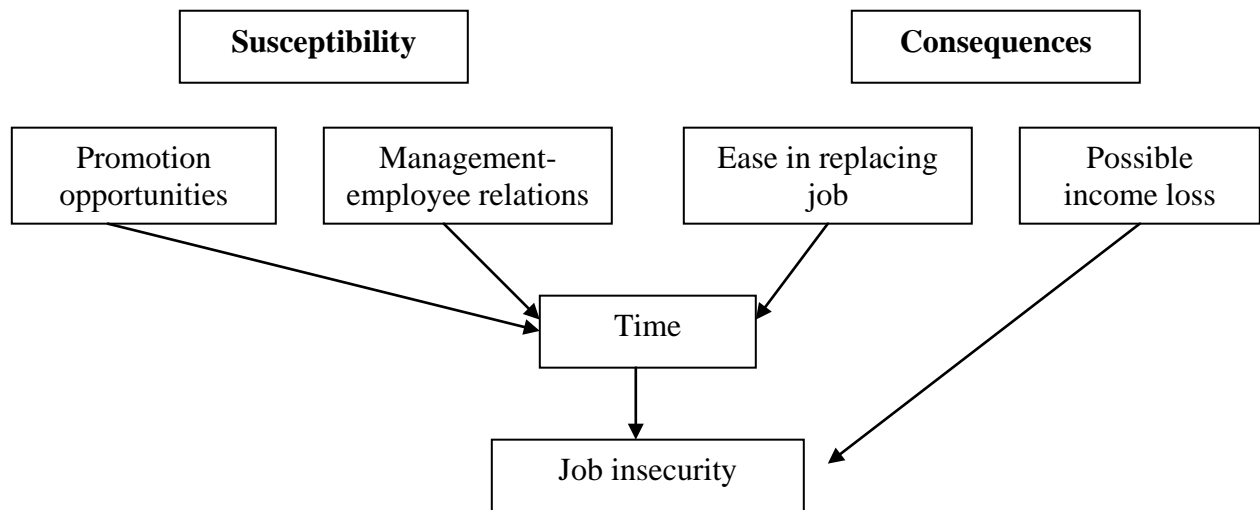 Susceptibility
Consequences
Promotion
opportunities
Management-
employee relations
Ease in replacing
job
Possible
income loss
Time
Job insecurity